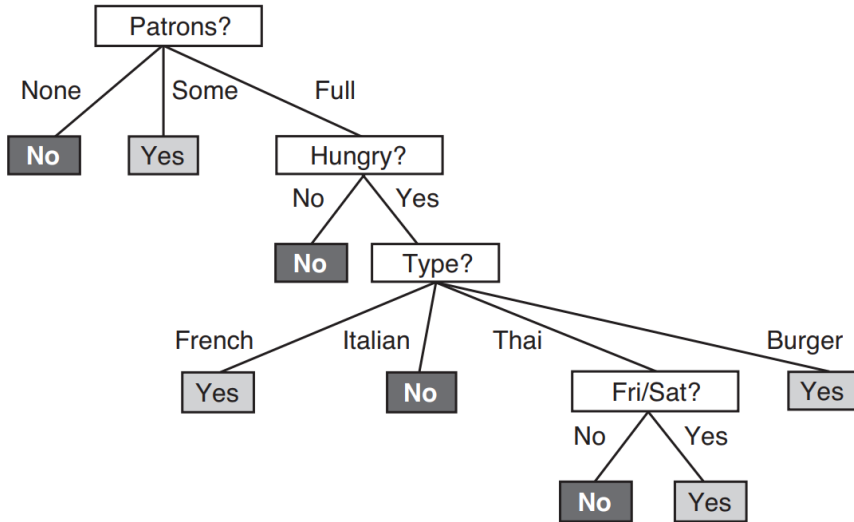 Patrons?
None Some Full
No Yes Hungry?
No Yes
No Type?
French Italian Thai Burger
Yes No Fri/Sat? Yes
No Yes
No Yes